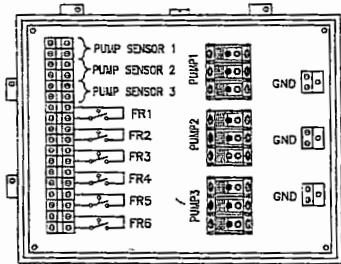 PUMP SENSOR 1
PUMP SENSOR 2
PUMP SENSOR 3
FR1
FR2
FR3
FR4
FR5
FR6
PUMP1
PUMP2
PUMP3
GND
GND
GND